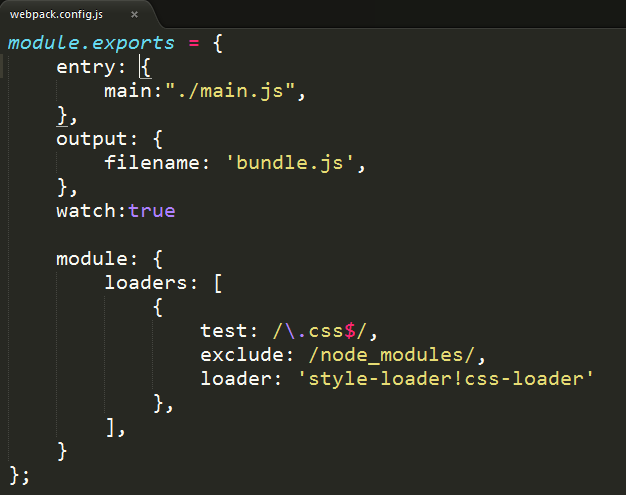 webpack.config.js ×
module.exports = {
    entry: {
        main:"./main.js",
    },
    output: {
        filename: 'bundle.js',
    },
    watch:true

    module: {
        loaders: [
            {
                test: /\.css$/,
                exclude: /node_modules/,
                loader: 'style-loader!css-loader'
            },
        ],
    }
};